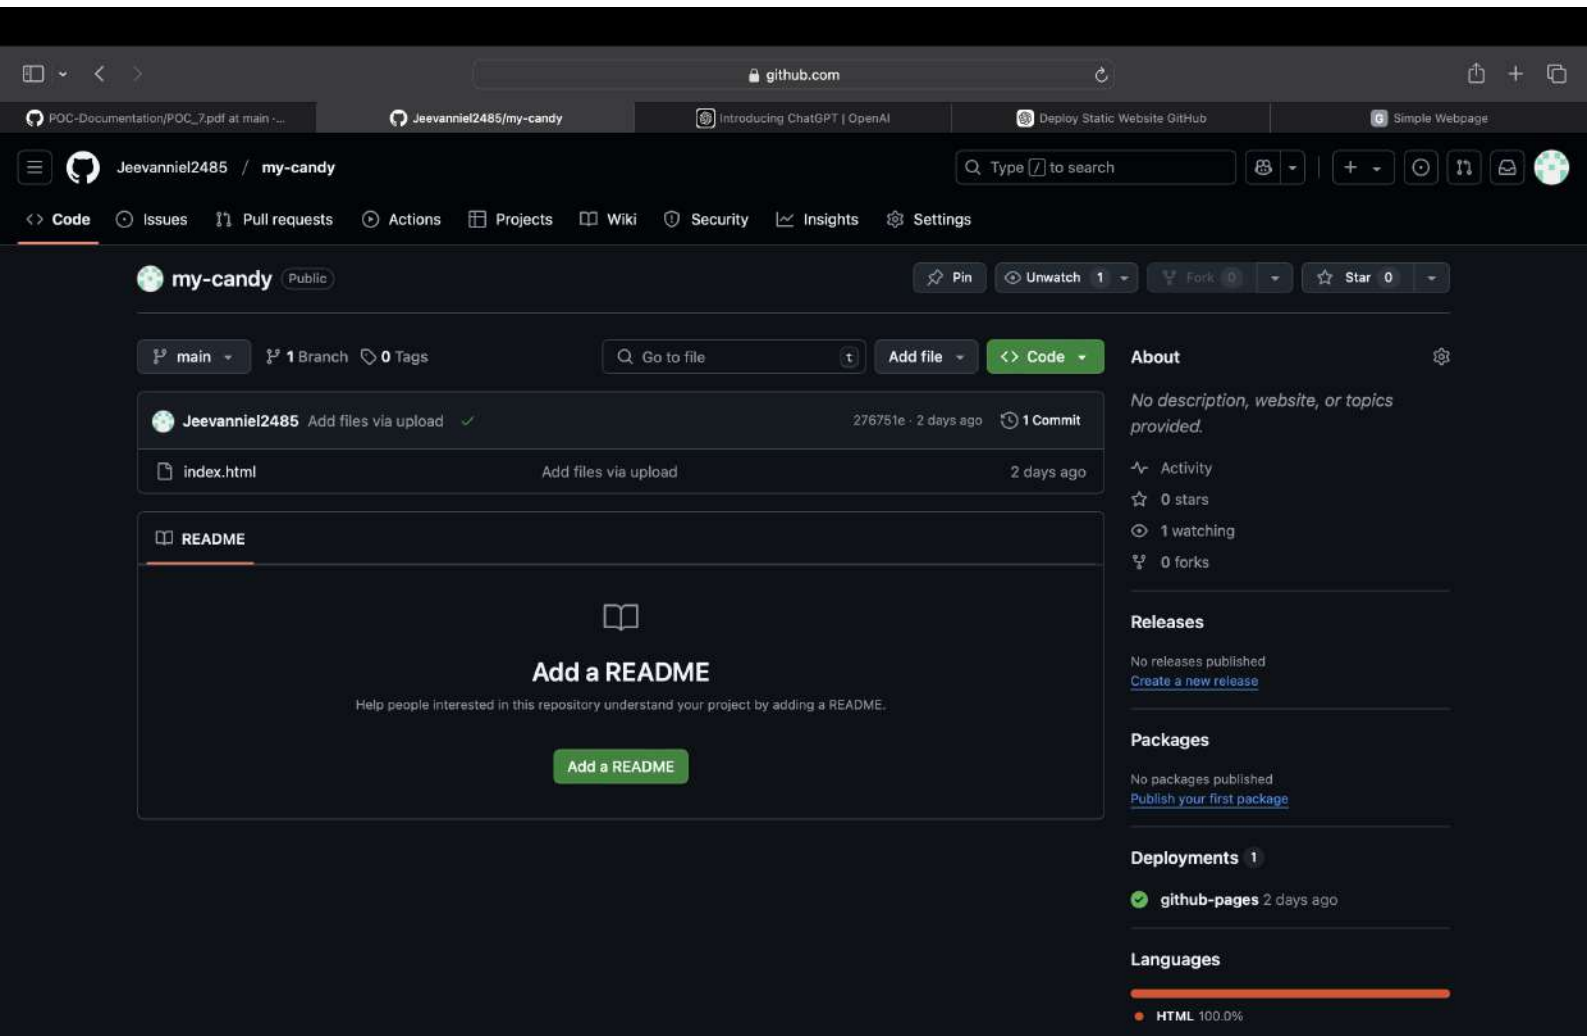 github.com
POC-Documentation/POC_7.pdf at main ·...
Jeevanniel2485/my-candy
Introducing ChatGPT | OpenAI
Deploy Static Website GitHub
G Simple Webpage
Jeevanniel2485 / my-candy
Type / to search
<> Code
Issues
Pull requests
Actions
Projects
Wiki
Security
Insights
Settings
my-candy Public
Pin
Unwatch 1
Fork 0
Star 0
main
1 Branch
0 Tags
Go to file t
Add file
<> Code
Jeevanniel2485 Add files via upload
276751e · 2 days ago
1 Commit
index.html
Add files via upload
2 days ago
README
Add a README
Help people interested in this repository understand your project by adding a README.
Add a README
About
No description, website, or topics
provided.
Activity
0 stars
1 watching
0 forks
Releases
No releases published
Create a new release
Packages
No packages published
Publish your first package
Deployments 1
github-pages 2 days ago
Languages
HTML 100.0%